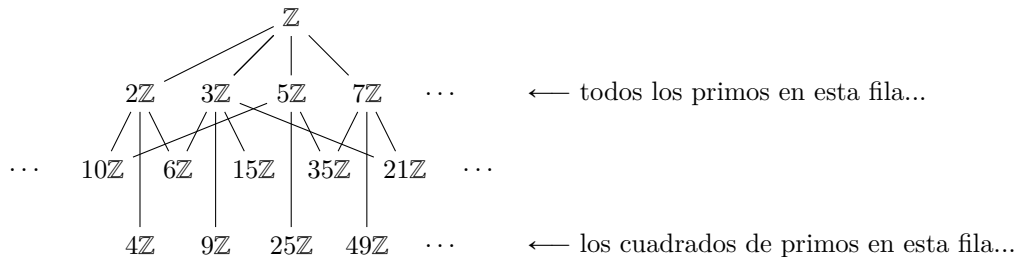 ℤ
2ℤ 3ℤ 5ℤ 7ℤ ⋯ ⟵ todos los primos en esta fila...
⋯ 10ℤ 6ℤ 15ℤ 35ℤ 21ℤ ⋯
4ℤ 9ℤ 25ℤ 49ℤ ⋯ ⟵ los cuadrados de primos en esta fila...